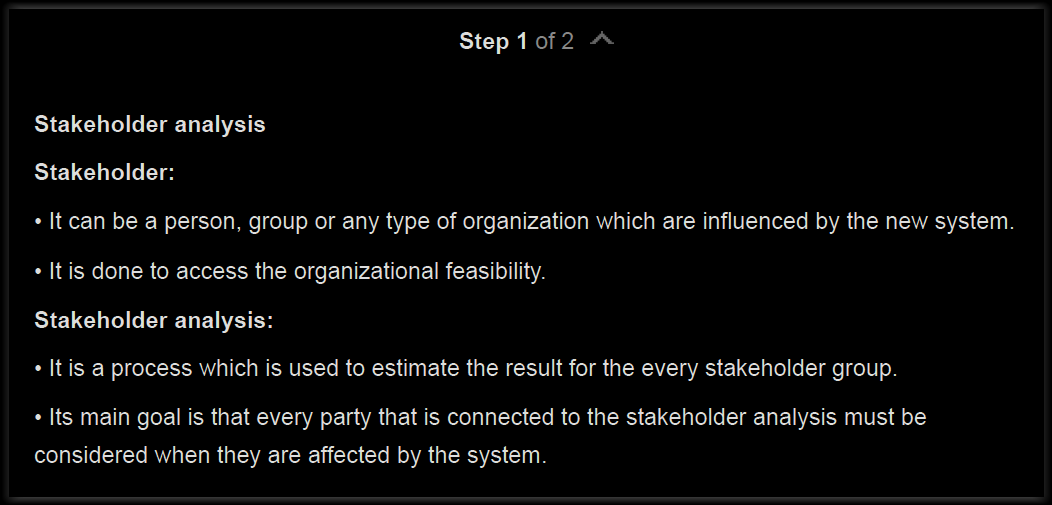 Step 1 of 2
Stakeholder analysis
Stakeholder:
• It can be a person, group or any type of organization which are influenced by the new system.
• It is done to access the organizational feasibility.
Stakeholder analysis:
• It is a process which is used to estimate the result for the every stakeholder group.
• Its main goal is that every party that is connected to the stakeholder analysis must be
considered when they are affected by the system.